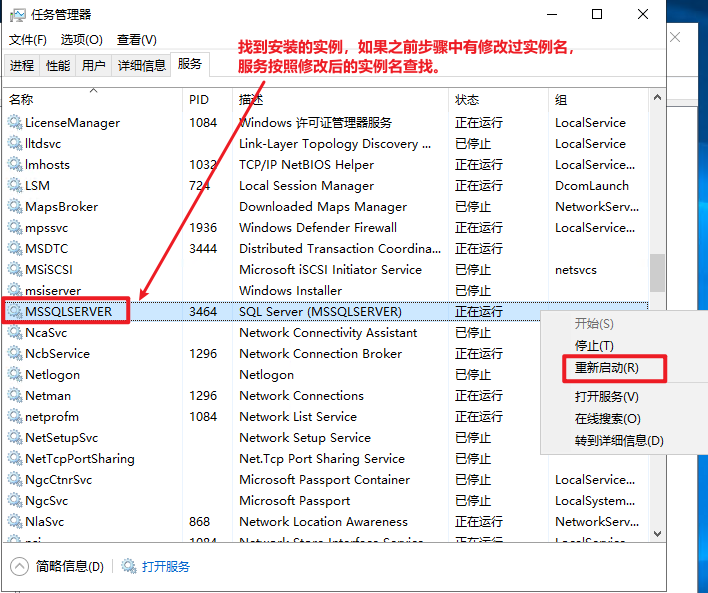 任务管理器
文件(F) 选项(O) 查看(V)
找到安装的实例，如果之前步骤中有修改过实例名，
服务按照修改后的实例名查找。
进程 性能 用户 详细信息 服务
名称 PID 描述 状态 组
LicenseManager 1084 Windows 许可证管理器服务 正在运行 LocalService
lltdsvc Link-Layer Topology Discovery ... 已停止 LocalService
lmhosts 1032 TCP/IP NetBIOS Helper 正在运行 LocalService...
LSM 724 Local Session Manager 正在运行 DcomLaunch
MapsBroker Downloaded Maps Manager 已停止 NetworkServ...
mpssvc 1936 Windows Defender Firewall 正在运行 LocalService...
MSDTC 3444 Distributed Transaction Coordina... 正在运行
MSiSCSI Microsoft iSCSI Initiator Service 已停止 netsvcs
msiserver Windows Installer 已停止
MSSQLSERVER 3464 SQL Server (MSSQLSERVER) 正在运行
NcaSvc Network Connectivity Assistant 已停止
NcbService 1296 Network Connection Broker 正在运行
Netlogon Netlogon 已停止
Netman 1296 Network Connections 正在运行
netprofm 1084 Network List Service 正在运行
NetSetupSvc Network Setup Service 已停止
NetTcpPortSharing Net.Tcp Port Sharing Service 已停止
NgcCtnrSvc Microsoft Passport Container 已停止 LocalService...
NgcSvc Microsoft Passport 已停止 LocalSystem...
NlaSvc 868 Network Location Awareness 正在运行 NetworkServ...
nsi 1084 Network Store Interface Service 正在运行 LocalService
开始(S)
停止(T)
重新启动(R)
打开服务(V)
在线搜索(O)
转到详细信息(D)
简略信息(D) 打开服务